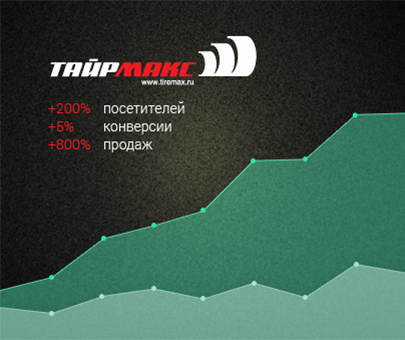 ТАЙРМАКС
www.tiremax.ru
+200% посетителей
+5% конверсии
+800% продаж